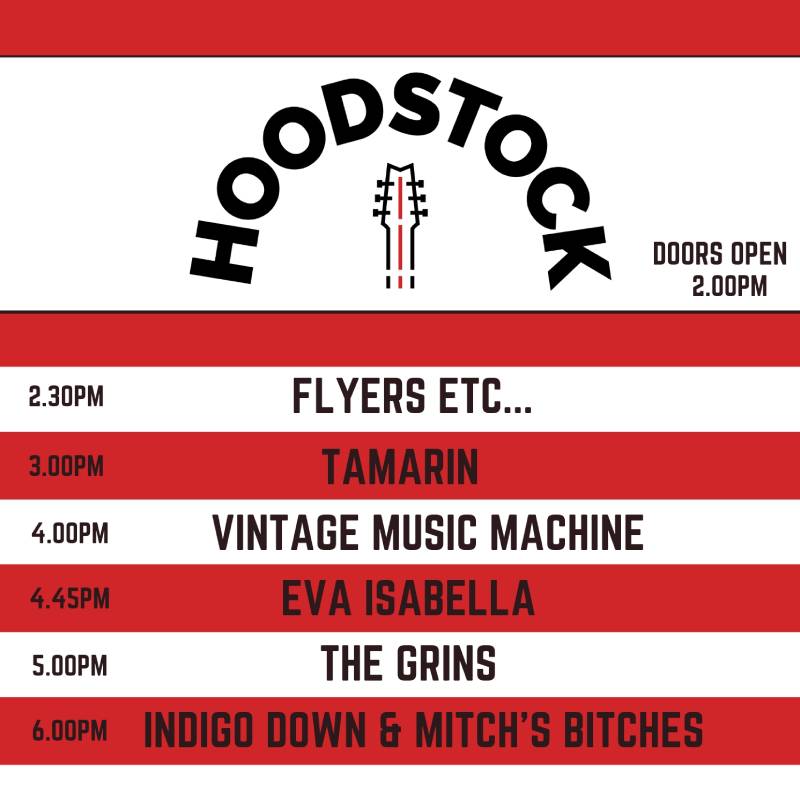 HOODSTOCK
DOORS OPEN
2.00PM
2.30PM FLYERS ETC...
3.00PM TAMARIN
4.00PM VINTAGE MUSIC MACHINE
4.45PM EVA ISABELLA
5.00PM THE GRINS
6.00PM INDIGO DOWN & MITCH'S BITCHES